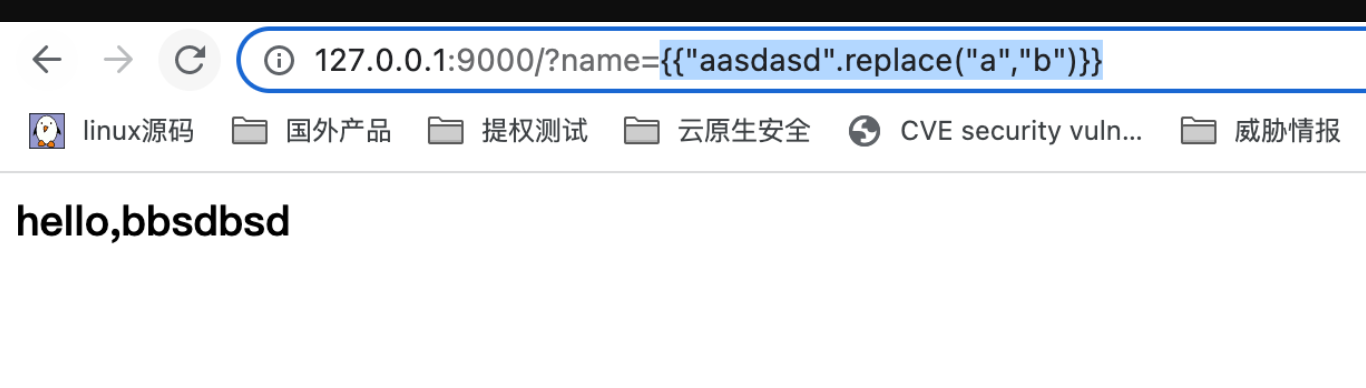 127.0.0.1:9000/?name={{"aasdasd".replace("a","b")}}
linux源码 国外产品 提权测试 云原生安全 CVE security vuln... 威胁情报
hello,bbsdbsd